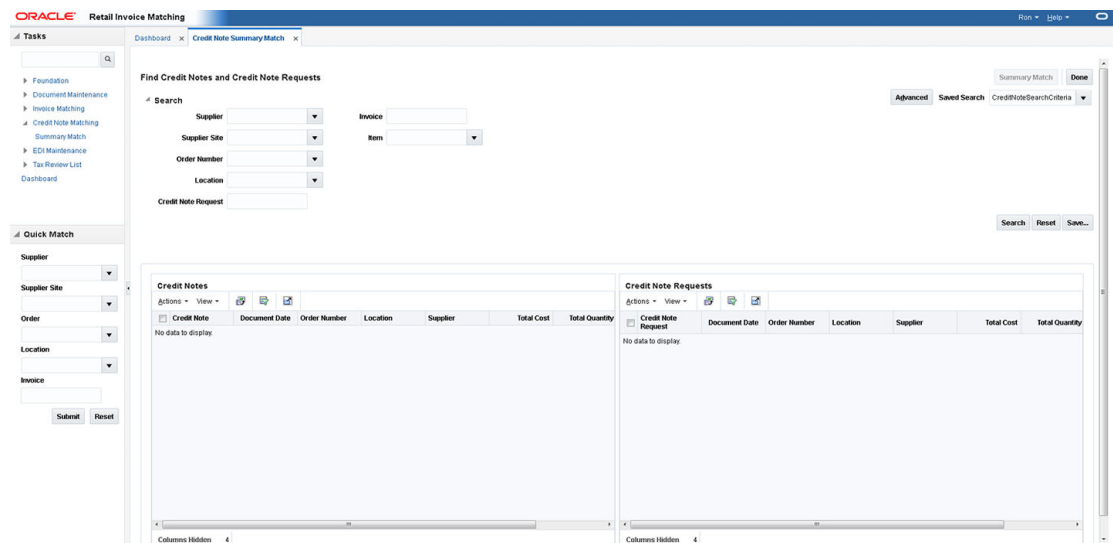 ORACLE Retail Invoice Matching
Ron Help
Tasks
Foundation
Document Maintenance
Invoice Matching
Credit Note Matching
Summary Match
EDI Maintenance
Tax Review List
Dashboard
Quick Match
Supplier
Supplier Site
Order
Location
Invoice
Submit Reset
Dashboard × Credit Note Summary Match ×
Find Credit Notes and Credit Note Requests
Summary Match Done
Advanced Saved Search CreditNoteSearchCriteria
Search
Supplier Invoice
Supplier Site Item
Order Number
Location
Credit Note Request
Search Reset Save...
Credit Notes
Actions View
Credit Note Document Date Order Number Location Supplier Total Cost Total Quantity
No data to display.
Columns Hidden 4
Credit Note Requests
Actions View
Credit Note Request Document Date Order Number Location Supplier Total Cost Total Quantity
No data to display.
Columns Hidden 4